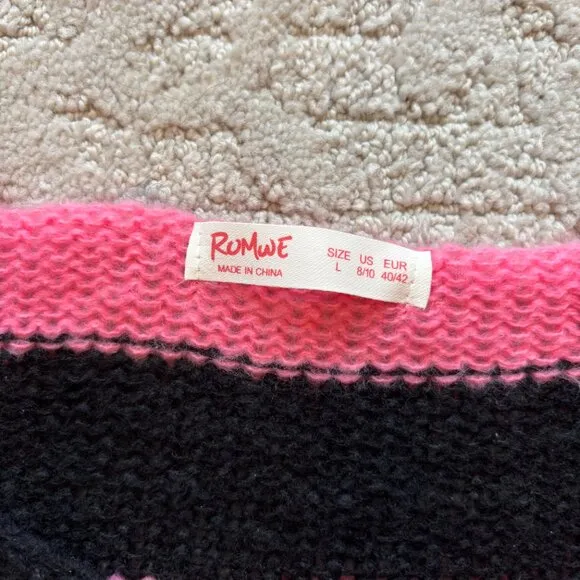 ROMWE
MADE IN CHINA
SIZE US EUR
L 8/10 40/42